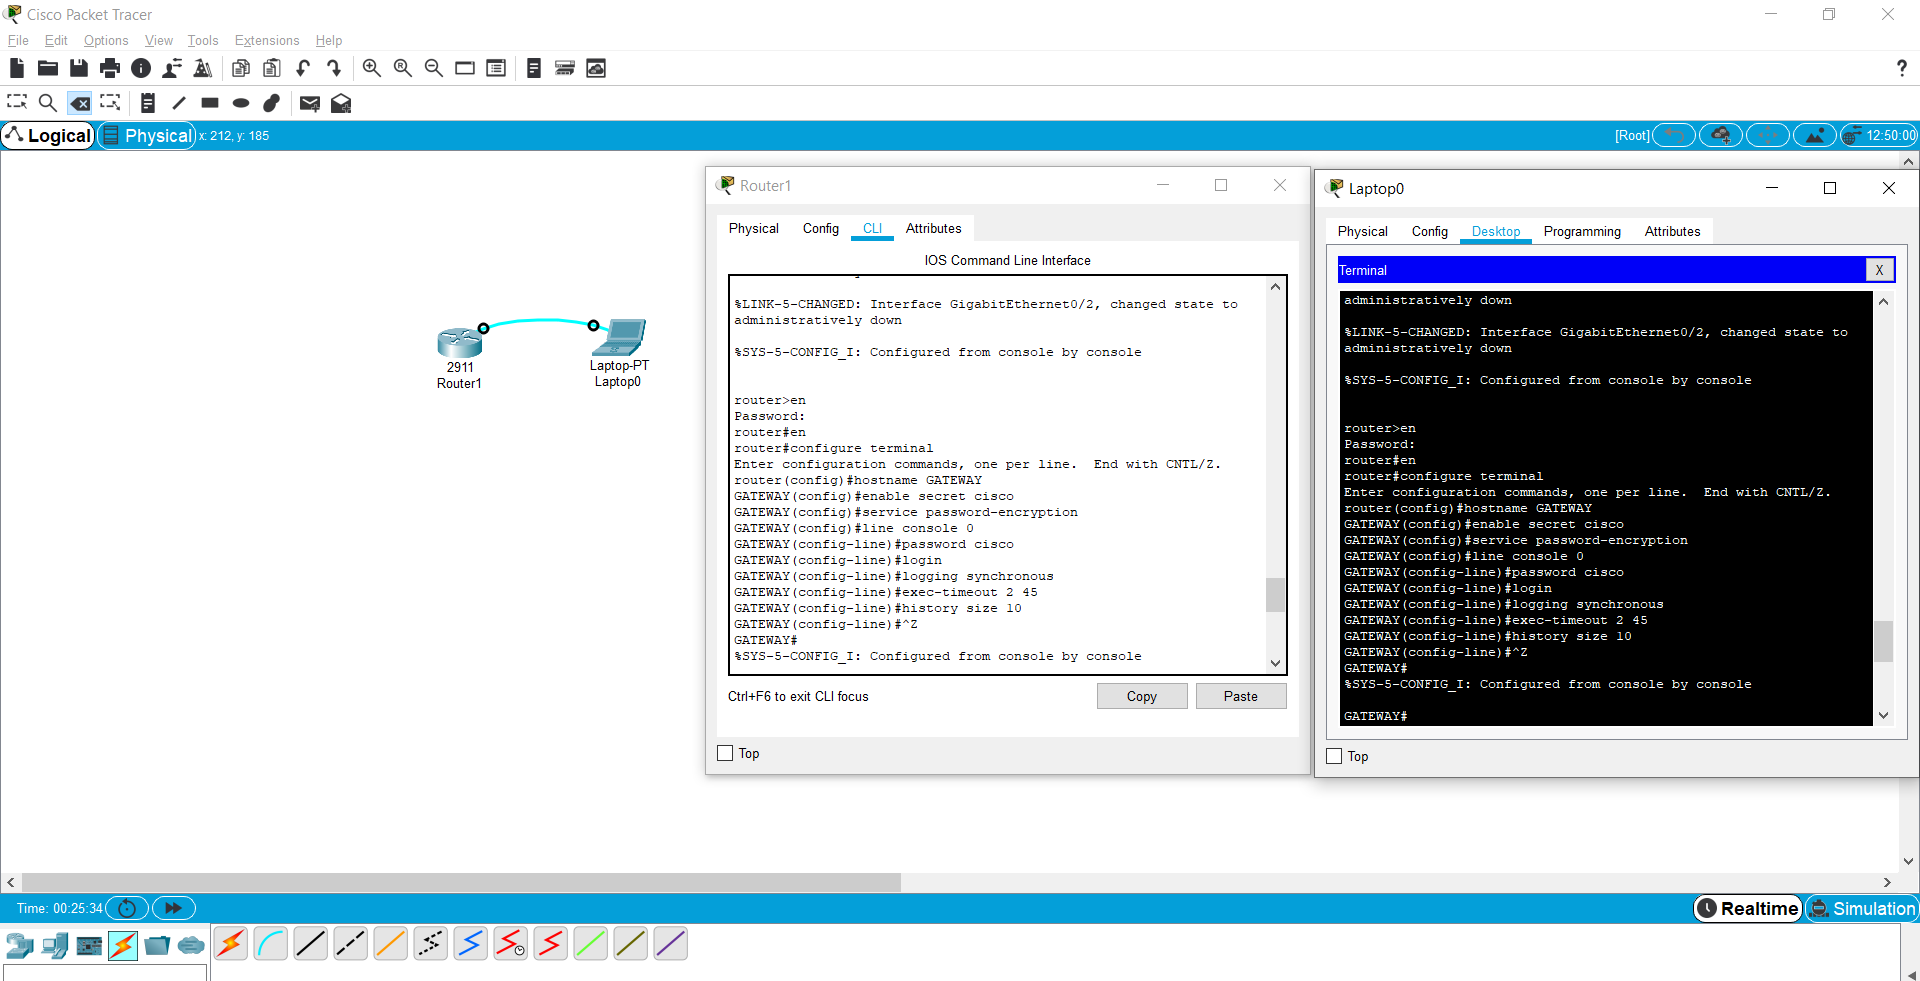 Cisco Packet Tracer
File Edit Options View Tools Extensions Help
?
Logical Physical x: 212, y: 185
[Root] 12:50:00
2911
Router1
Laptop-PT
Laptop0
Router1
Physical Config CLI Attributes
IOS Command Line Interface
%LINK-5-CHANGED: Interface GigabitEthernet0/2, changed state to
administratively down
%SYS-5-CONFIG_I: Configured from console by console
router>en
Password:
router#en
router#configure terminal
Enter configuration commands, one per line.  End with CNTL/Z.
router(config)#hostname GATEWAY
GATEWAY(config)#enable secret cisco
GATEWAY(config)#service password-encryption
GATEWAY(config)#line console 0
GATEWAY(config-line)#password cisco
GATEWAY(config-line)#login
GATEWAY(config-line)#logging synchronous
GATEWAY(config-line)#exec-timeout 2 45
GATEWAY(config-line)#history size 10
GATEWAY(config-line)#^Z
GATEWAY#
%SYS-5-CONFIG_I: Configured from console by console
Ctrl+F6 to exit CLI focus
Copy Paste
Top
Laptop0
Physical Config Desktop Programming Attributes
Terminal X
administratively down
%LINK-5-CHANGED: Interface GigabitEthernet0/2, changed state to
administratively down
%SYS-5-CONFIG_I: Configured from console by console
router>en
Password:
router#en
router#configure terminal
Enter configuration commands, one per line.  End with CNTL/Z.
router(config)#hostname GATEWAY
GATEWAY(config)#enable secret cisco
GATEWAY(config)#service password-encryption
GATEWAY(config)#line console 0
GATEWAY(config-line)#password cisco
GATEWAY(config-line)#login
GATEWAY(config-line)#logging synchronous
GATEWAY(config-line)#exec-timeout 2 45
GATEWAY(config-line)#history size 10
GATEWAY(config-line)#^Z
GATEWAY#
%SYS-5-CONFIG_I: Configured from console by console
GATEWAY#
Top
Time: 00:25:34
Realtime Simulation